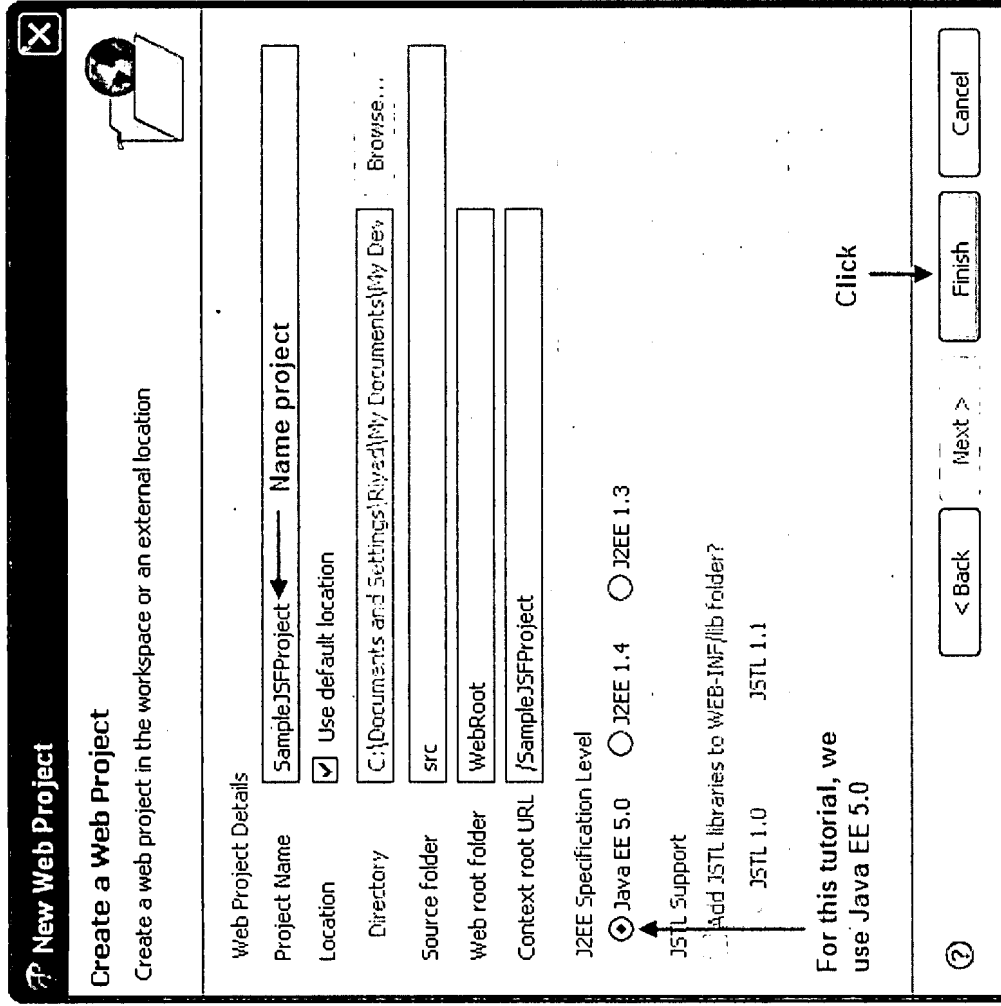 New Web Project
Create a Web Project
Create a web project in the workspace or an external location
Web Project Details
Project Name SampleJSFProject Name project
Location Use default location
Directory C:\Documents and Settings\Riyad\My Documents\My Dev Browse...
Source folder src
Web root folder WebRoot
Context root URL /SampleJSFProject
J2EE Specification Level
Java EE 5.0 J2EE 1.4 J2EE 1.3
JSTL Support
Add JSTL libraries to WEB-INF/lib folder?
JSTL 1.0 JSTL 1.1
For this tutorial, we
use Java EE 5.0
Click
? < Back Next > Finish Cancel